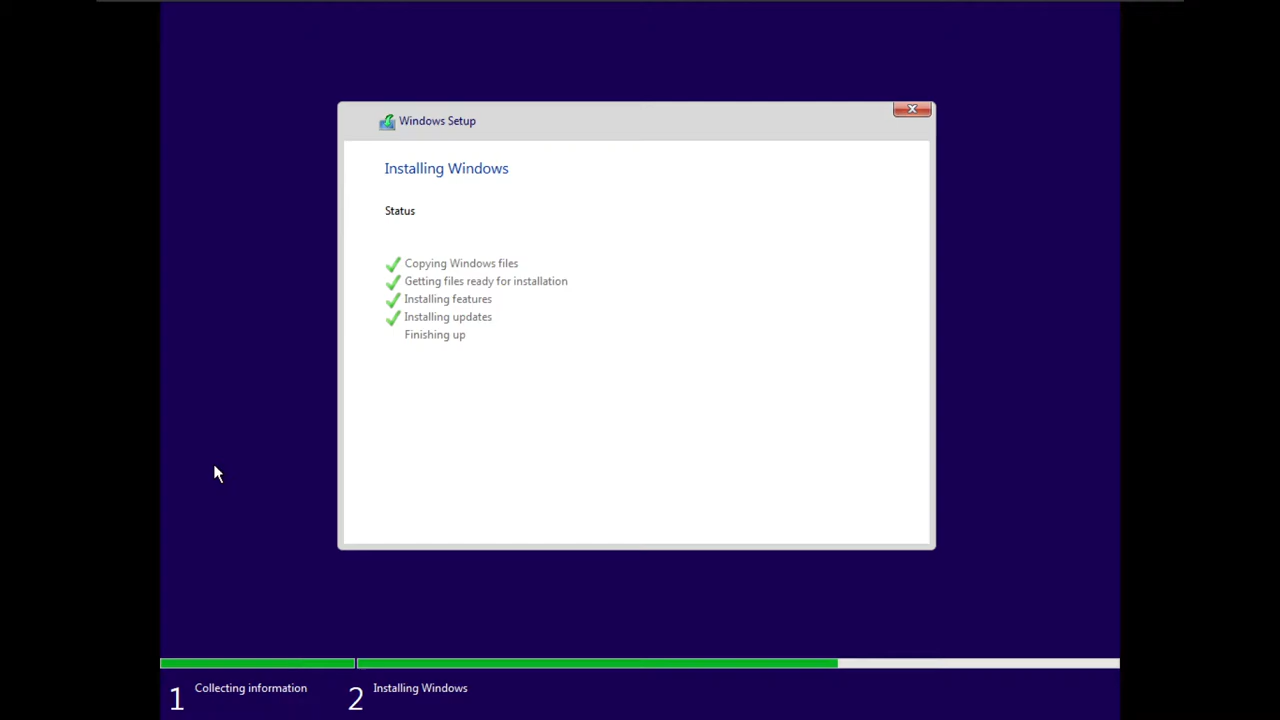 Windows Setup
Installing Windows
Status
Copying Windows files
Getting files ready for installation
Installing features
Installing updates
Finishing up
1 Collecting information
2 Installing Windows